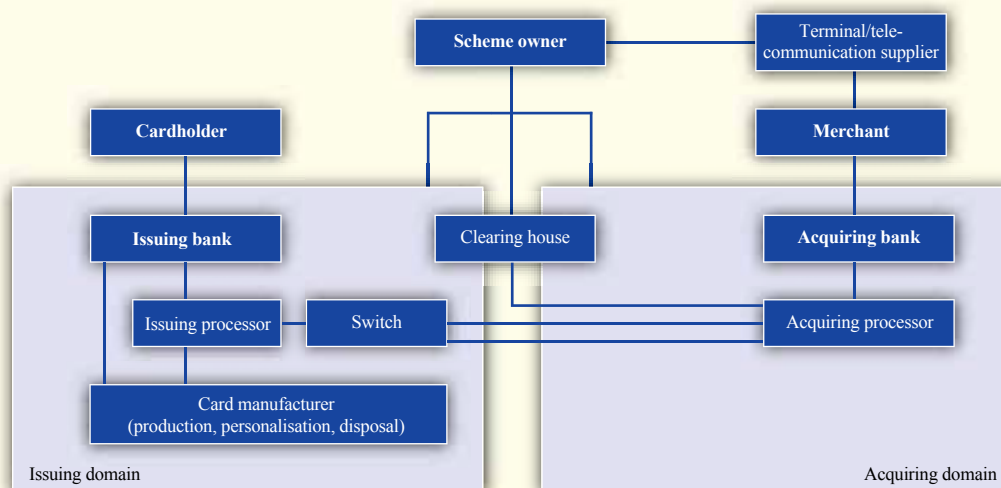 Scheme owner
Terminal/tele-
communication supplier
Cardholder
Merchant
Issuing bank
Clearing house
Acquiring bank
Issuing processor
Switch
Acquiring processor
Card manufacturer
(production, personalisation, disposal)
Issuing domain
Acquiring domain